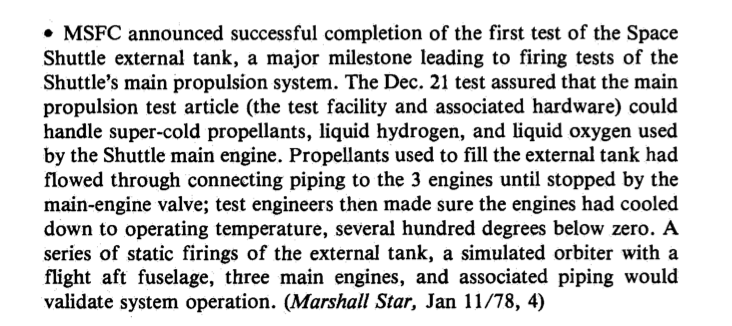 • MSFC announced successful completion of the first test of the Space
Shuttle external tank, a major milestone leading to firing tests of the
Shuttle's main propulsion system. The Dec. 21 test assured that the main
propulsion test article (the test facility and associated hardware) could
handle super-cold propellants, liquid hydrogen, and liquid oxygen used
by the Shuttle main engine. Propellants used to fill the external tank had
flowed through connecting piping to the 3 engines until stopped by the
main-engine valve; test engineers then made sure the engines had cooled
down to operating temperature, several hundred degrees below zero. A
series of static firings of the external tank, a simulated orbiter with a
flight aft fuselage, three main engines, and associated piping would
validate system operation. (Marshall Star, Jan 11/78, 4)